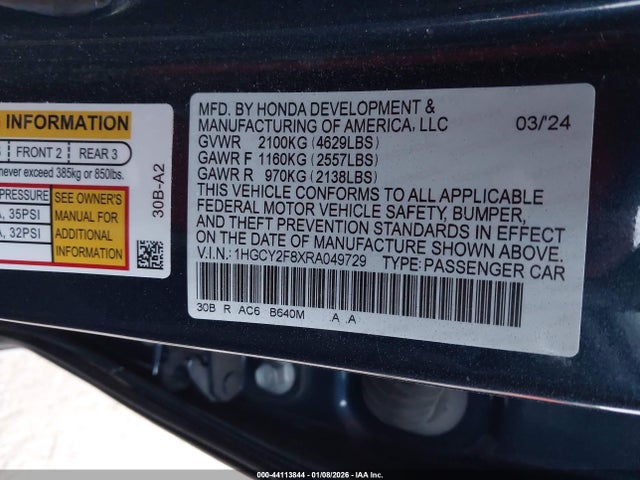 G INFORMATION
FRONT 2 REAR 3
never exceed 385kg or 850lbs.
PRESSURE
A, 35PSI
A, 32PSI
SEE OWNER'S
MANUAL FOR
ADDITIONAL
INFORMATION
30B-A2
MFD. BY HONDA DEVELOPMENT &
MANUFACTURING OF AMERICA, LLC 03/24
GVWR 2100KG (4629LBS)
GAWR F 1160KG (2557LBS)
GAWR R 970KG (2138LBS)
THIS VEHICLE CONFORMS TO ALL APPLICABLE
FEDERAL MOTOR VEHICLE SAFETY, BUMPER,
AND THEFT PREVENTION STANDARDS IN EFFECT
ON THE DATE OF MANUFACTURE SHOWN ABOVE.
V.I.N.: 1HGCY2F8XRA049729 TYPE: PASSENGER CAR
30B R AC6 B640M .A .A
000-44113844 - 01/08/2026 - IAA Inc.